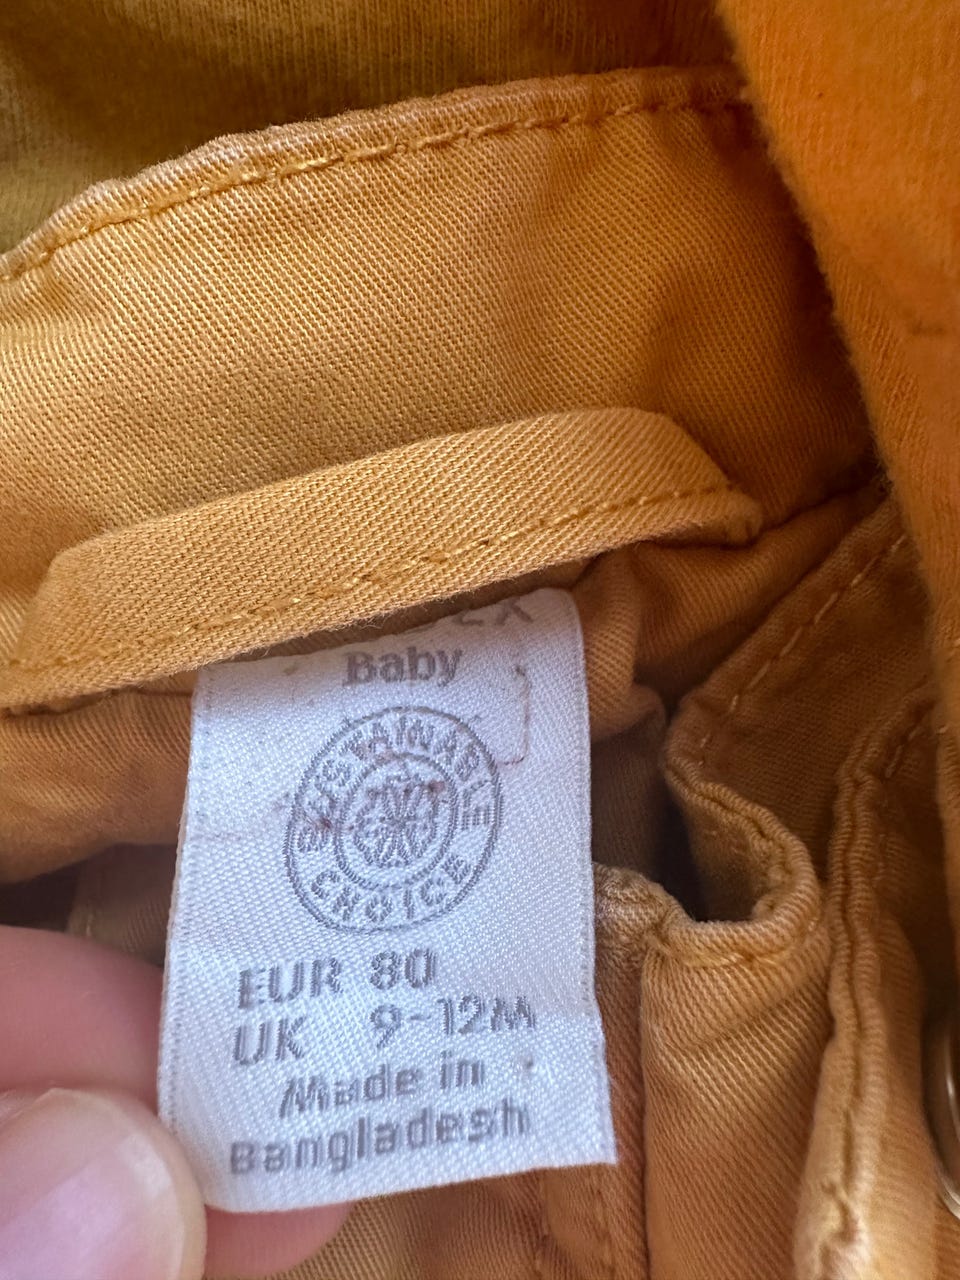 Baby
SUSTAINABLE
CHOICE
EUR 80
UK 9-12M
Made in
Bangladesh